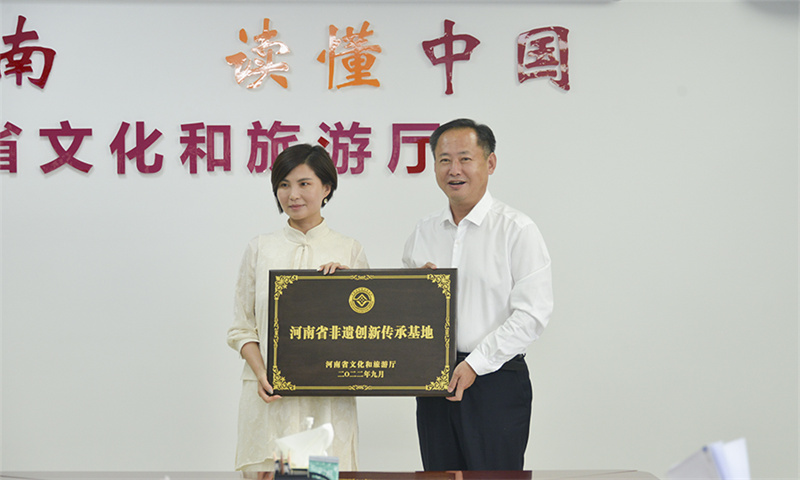 南 读懂中国
省文化和旅游厅
河南省非遗创新传承基地
河南省文化和旅游厅
二〇二二年九月